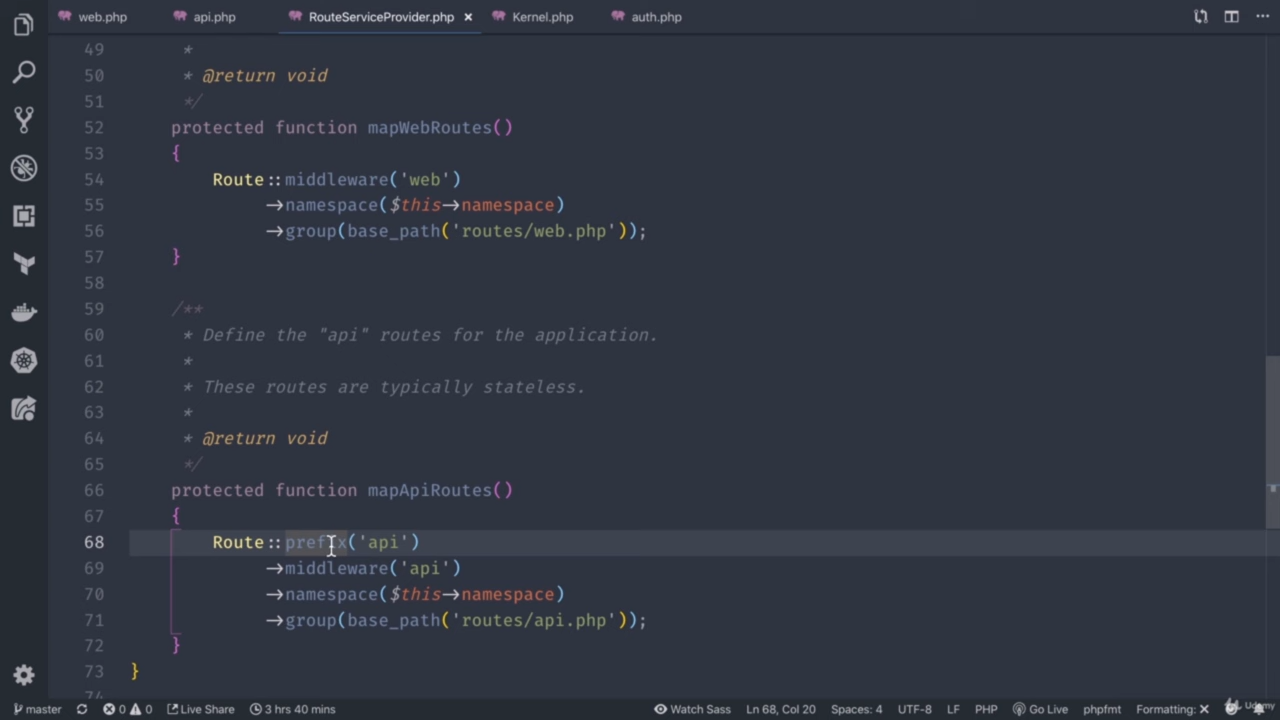 web.php api.php RouteServiceProvider.php × Kernel.php auth.php
49 *
50 * @return void
51 */
52 protected function mapWebRoutes()
53 {
54 Route::middleware('web')
55 ->namespace($this->namespace)
56 ->group(base_path('routes/web.php'));
57 }
58
59 /**
60 * Define the "api" routes for the application.
61 *
62 * These routes are typically stateless.
63 *
64 * @return void
65 */
66 protected function mapApiRoutes()
67 {
68 Route::prefix('api')
69 ->middleware('api')
70 ->namespace($this->namespace)
71 ->group(base_path('routes/api.php'));
72 }
73 }
74
master 0 0 Live Share 3 hrs 40 mins Watch Sass Ln 68, Col 20 Spaces: 4 UTF-8 LF PHP Go Live phpfmt Formatting: × Udemy